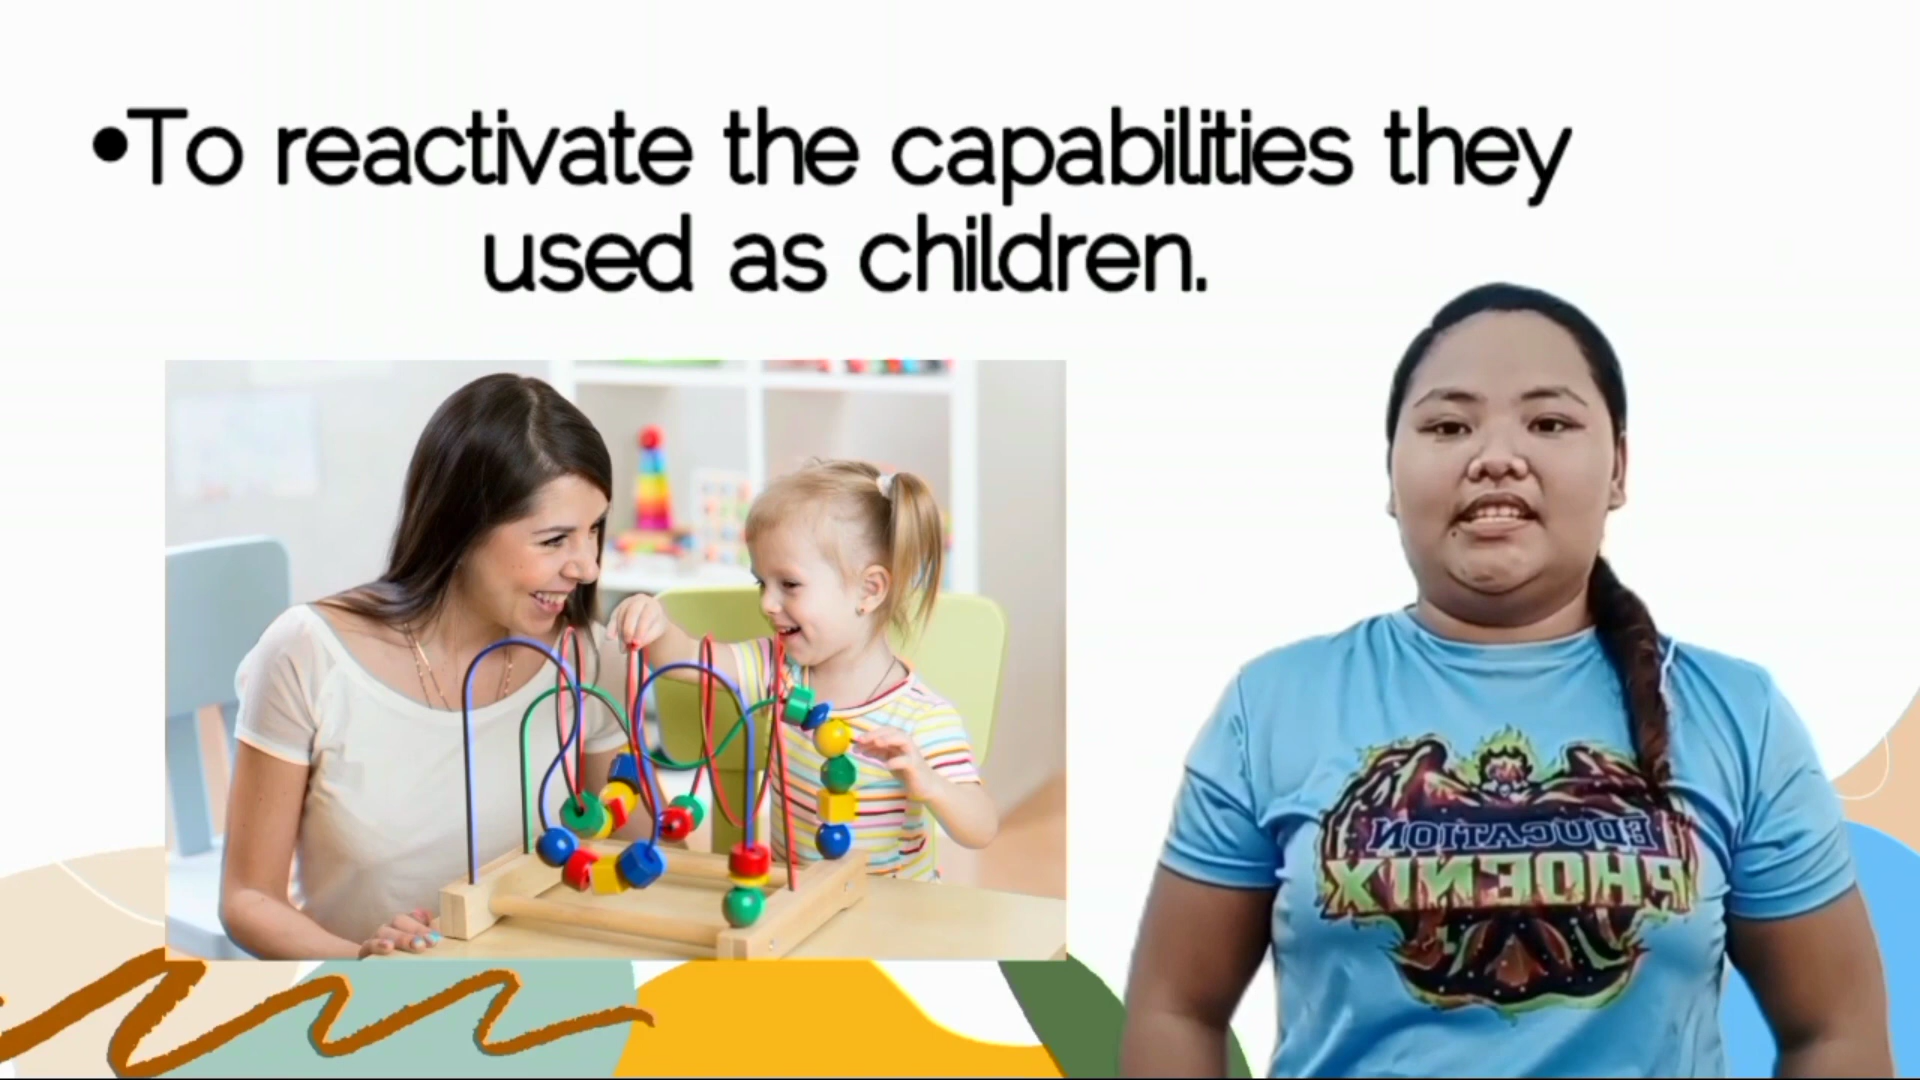 •To reactivate the capabilities they
used as children.
EDUCATION
PHOENIX